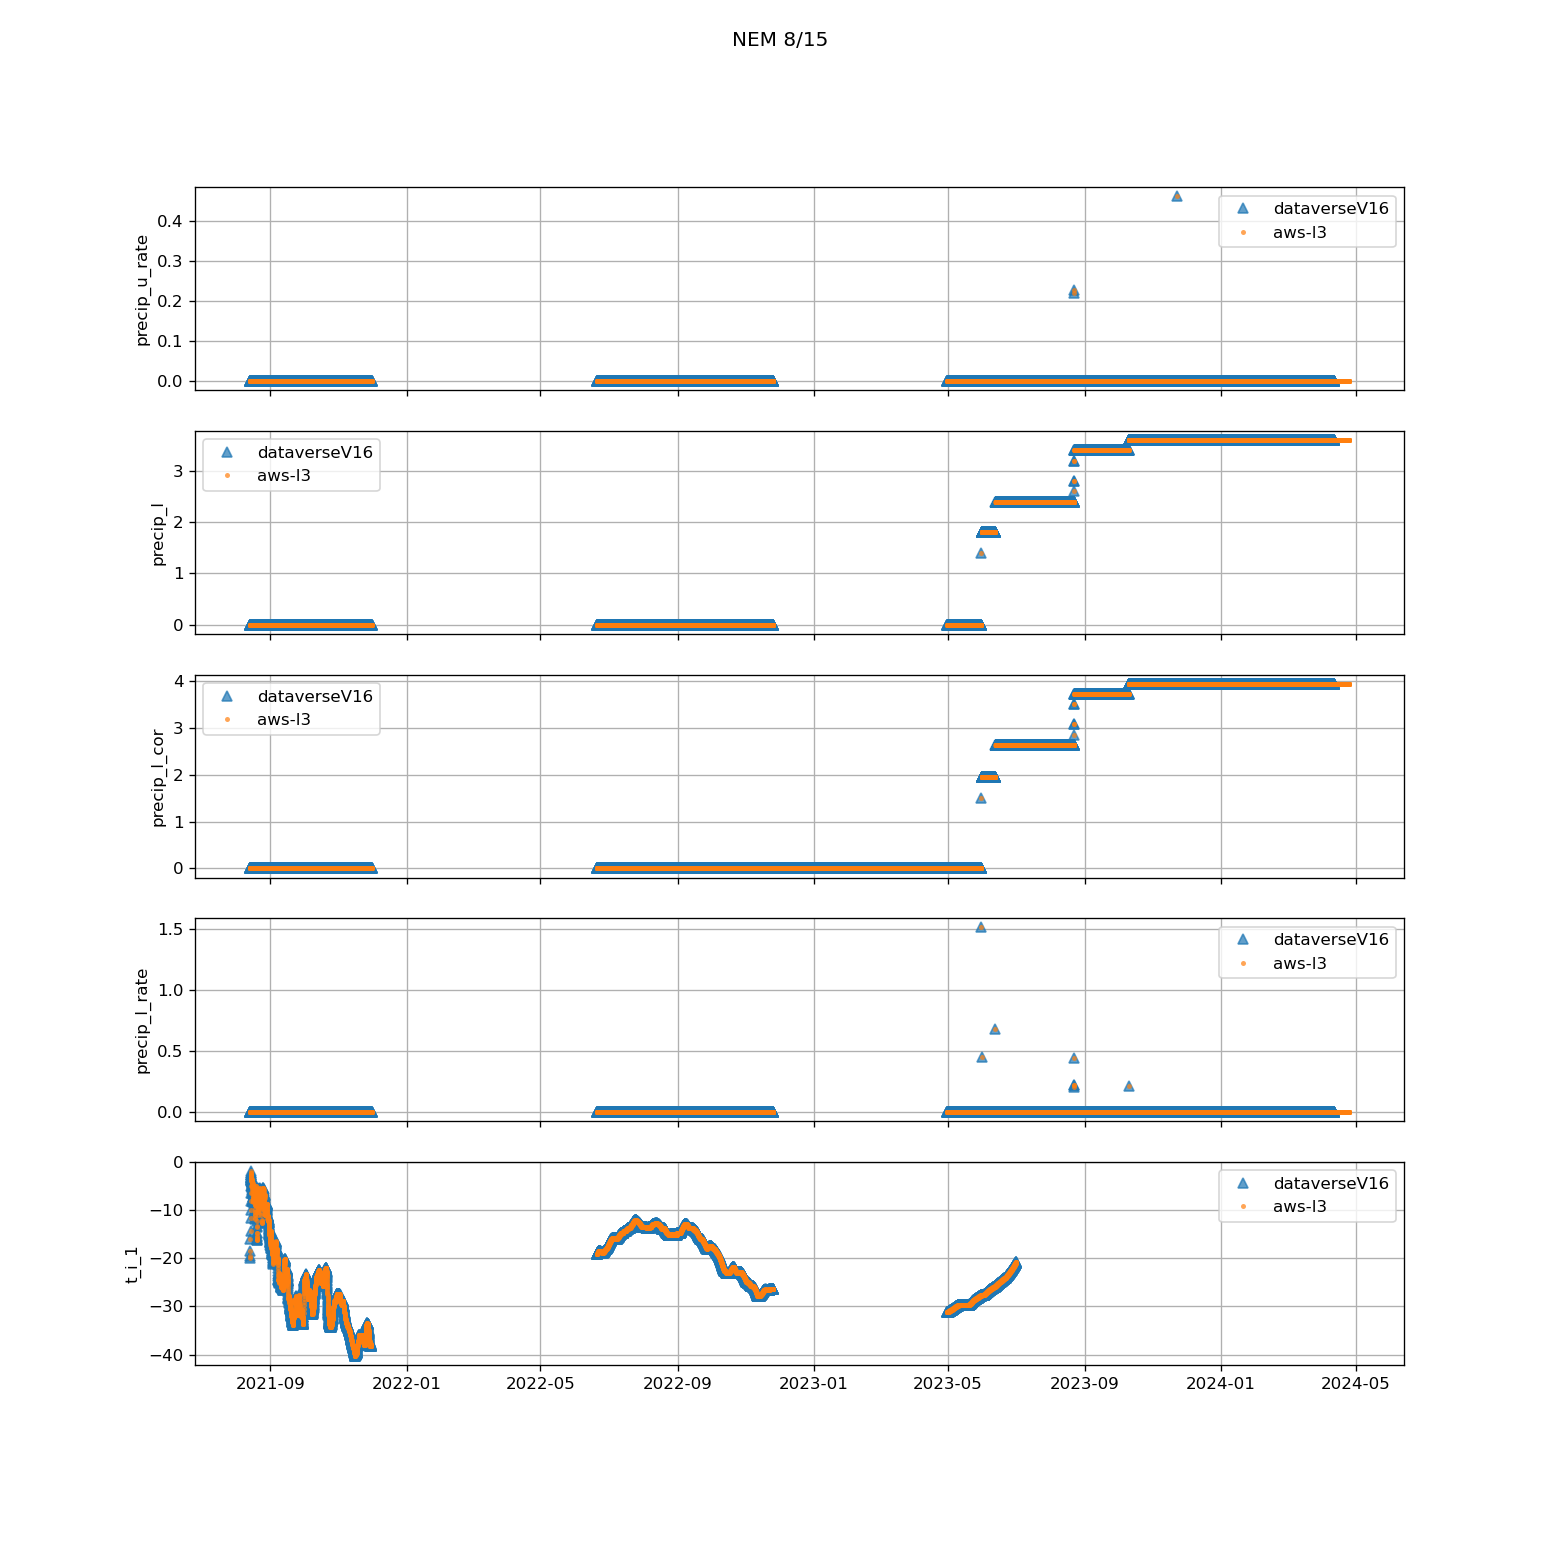 NEM 8/15
precip_u_rate
0.4
0.3
0.2
0.1
0.0
dataverseV16
aws-l3
precip_l
3
2
1
0
dataverseV16
aws-l3
precip_l_cor
4
3
2
1
0
dataverseV16
aws-l3
precip_l_rate
1.5
1.0
0.5
0.0
dataverseV16
aws-l3
t_i_1
0
−10
−20
−30
−40
dataverseV16
aws-l3
2021-09 2022-01 2022-05 2022-09 2023-01 2023-05 2023-09 2024-01 2024-05